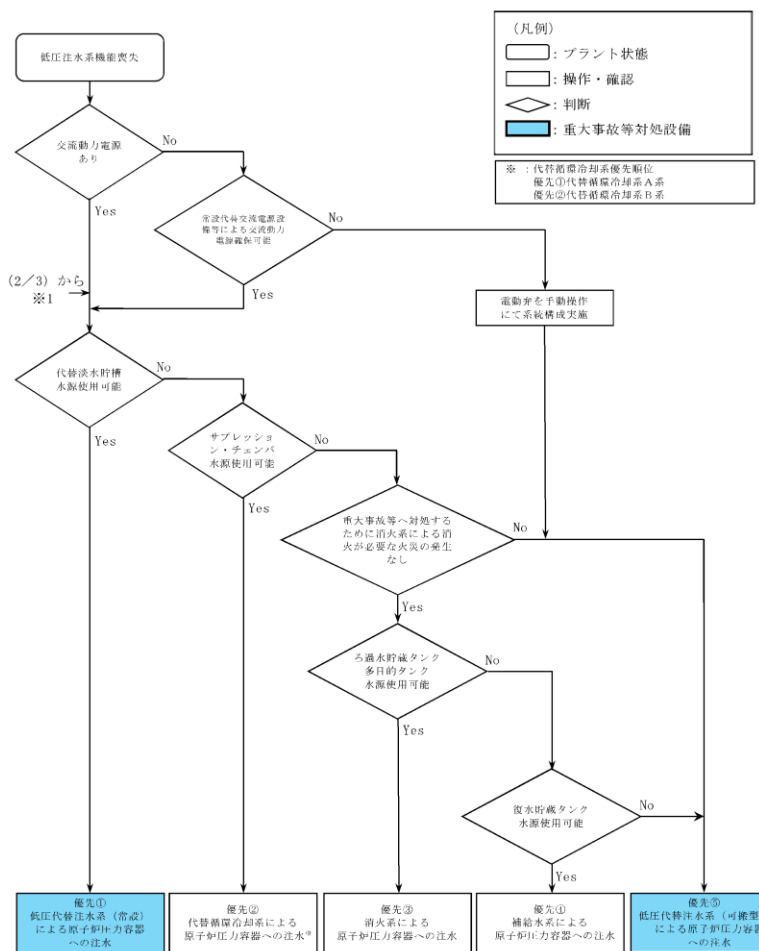 低圧注水系機能喪失
(凡例)
：プラント状態
：操作・確認
：判断
：重大事故等対処設備
※ ：代替循環冷却系優先順位
優先①代替循環冷却系A系
優先②代替循環冷却系B系
交流動力電源
あり
No
Yes
常設代替交流電源設
備等による交流動力
電源確保可能
No
Yes
(2／3) から
※1
電動弁を手動操作
にて系統構成実施
代替淡水貯槽
水源使用可能
No
Yes
サプレッショ
ン・チェンバ
水源使用可能
No
Yes
重大事故等へ対処する
ために消火系による消
火が必要な火災の発生
なし
No
Yes
ろ過水貯蔵タンク
多目的タンク
水源使用可能
No
Yes
復水貯蔵タンク
水源使用可能
No
Yes
優先①
低圧代替注水系（常設）
による原子炉圧力容器
への注水
優先②
代替循環冷却系による
原子炉圧力容器への注水※
優先③
消火系による
原子炉圧力容器への注水
優先④
補給水系による
原子炉圧力容器への注水
優先⑤
低圧代替注水系（可搬型
による原子炉圧力容器
への注水